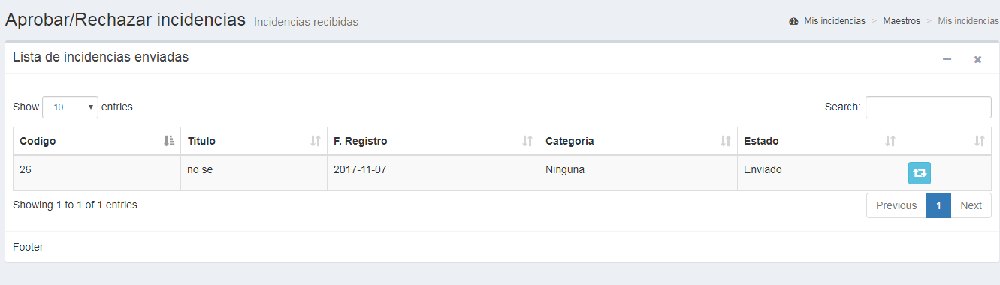 Aprobar/Rechazar incidencias Incidencias recibidas Mis incidencias > Maestros > Mis incidencias
Lista de incidencias enviadas
Show 10 entries Search:
Codigo Titulo F. Registro Categoria Estado
26 no se 2017-11-07 Ninguna Enviado
Showing 1 to 1 of 1 entries Previous 1 Next
Footer